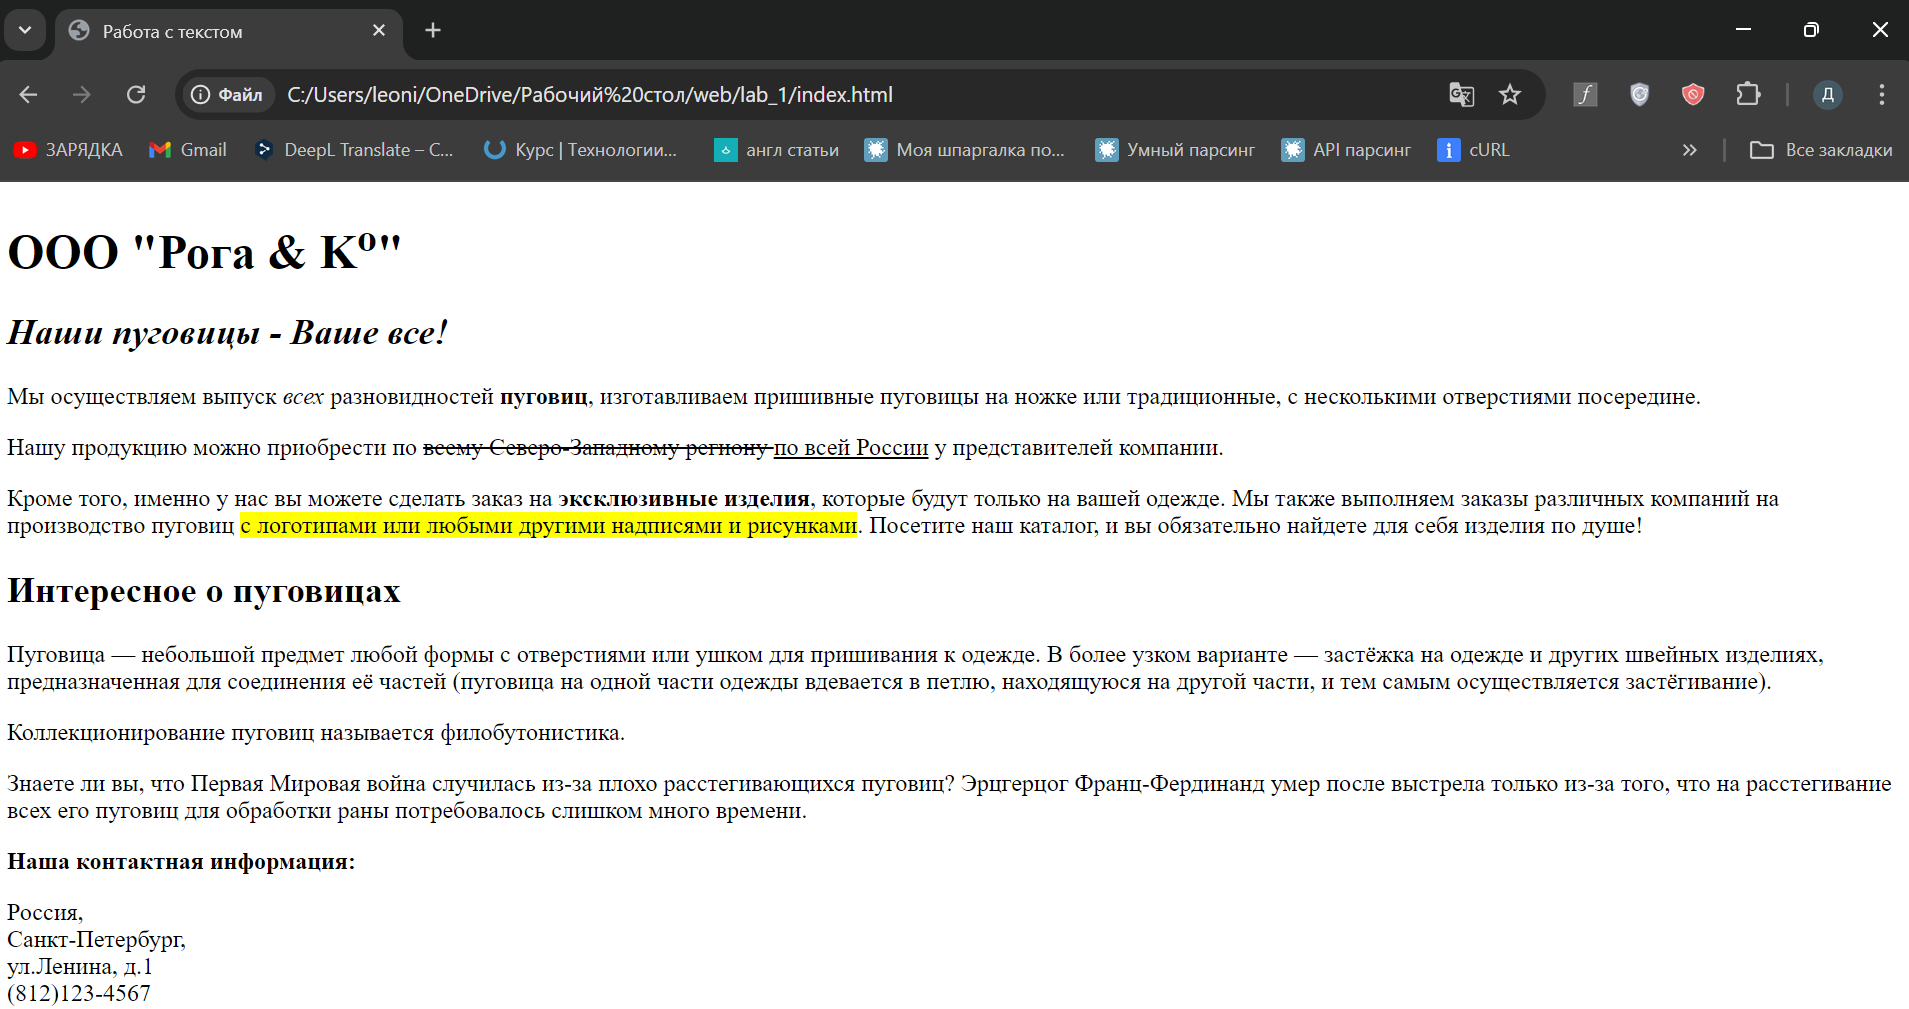 Работа с текстом
Файл C:/Users/leoni/OneDrive/Рабочий%20стол/web/lab_1/index.html Д
ЗАРЯДКА Gmail DeepL Translate – C... Курс | Технологии... англ статьи Моя шпаргалка по... Умный парсинг API парсинг cURL » Все закладки
ООО "Рога & Kº"
Наши пуговицы - Ваше все!
Мы осуществляем выпуск всех разновидностей пуговиц, изготавливаем пришивные пуговицы на ножке или традиционные, с несколькими отверстиями посередине.
Нашу продукцию можно приобрести по всему Северо-Западному региону по всей России у представителей компании.
Кроме того, именно у нас вы можете сделать заказ на эксклюзивные изделия, которые будут только на вашей одежде. Мы также выполняем заказы различных компаний на
производство пуговиц с логотипами или любыми другими надписями и рисунками. Посетите наш каталог, и вы обязательно найдете для себя изделия по душе!
Интересное о пуговицах
Пуговица — небольшой предмет любой формы с отверстиями или ушком для пришивания к одежде. В более узком варианте — застёжка на одежде и других швейных изделиях,
предназначенная для соединения её частей (пуговица на одной части одежды вдевается в петлю, находящуюся на другой части, и тем самым осуществляется застёгивание).
Коллекционирование пуговиц называется филобутонистика.
Знаете ли вы, что Первая Мировая война случилась из-за плохо расстегивающихся пуговиц? Эрцгерцог Франц-Фердинанд умер после выстрела только из-за того, что на расстегивание
всех его пуговиц для обработки раны потребовалось слишком много времени.
Наша контактная информация:
Россия,
Санкт-Петербург,
ул.Ленина, д.1
(812)123-4567